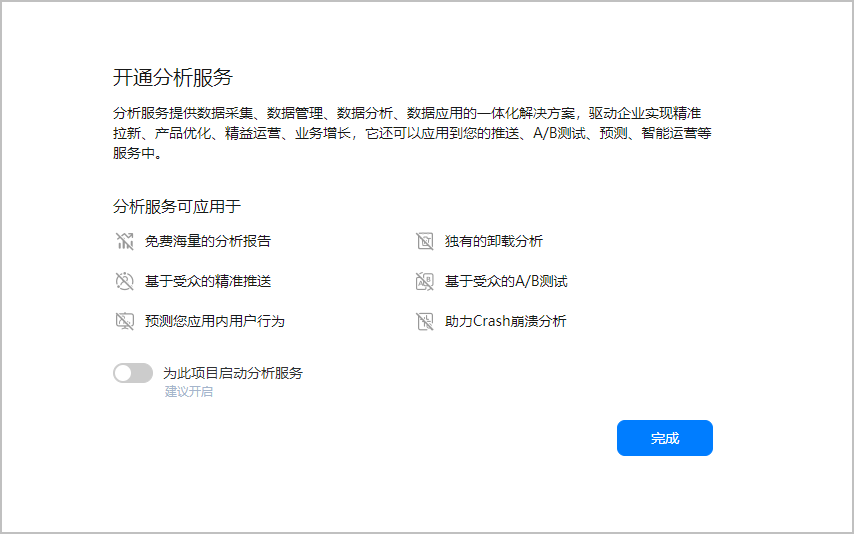 开通分析服务
分析服务提供数据采集、数据管理、数据分析、数据应用的一体化解决方案，驱动企业实现精准
拉新、产品优化、精益运营、业务增长，它还可以应用到您的推送、A/B测试、预测、智能运营等
服务中。
分析服务可应用于
免费海量的分析报告
独有的卸载分析
基于受众的精准推送
基于受众的A/B测试
预测您应用内用户行为
助力Crash崩溃分析
为此项目启动分析服务
建议开启
完成